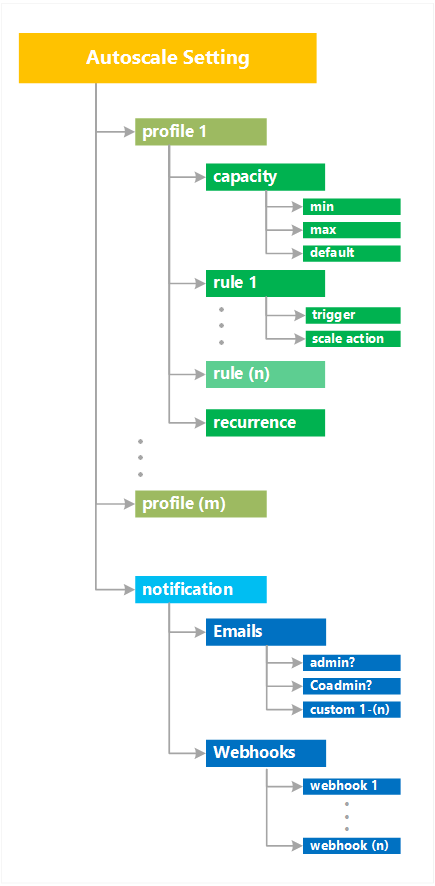 Autoscale Setting
profile 1
capacity
min
max
default
rule 1
trigger
scale action
rule (n)
recurrence
profile (m)
notification
Emails
admin?
Coadmin?
custom 1-(n)
Webhooks
webhook 1
webhook (n)